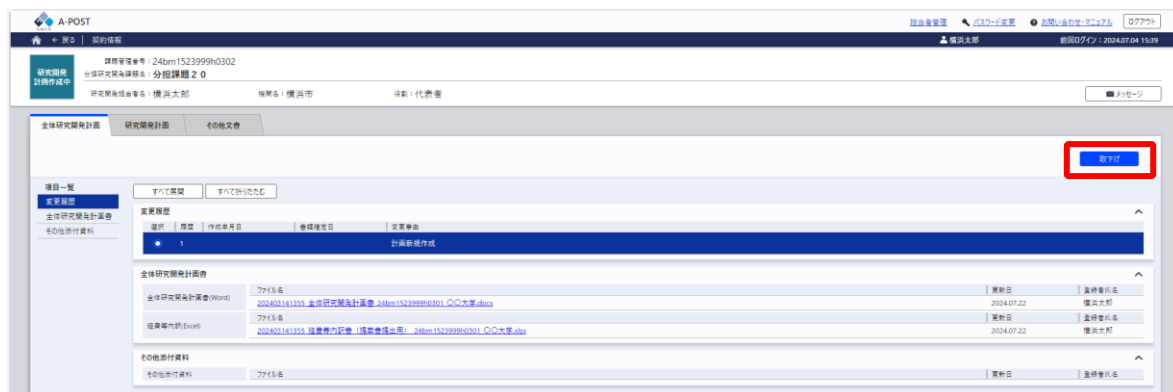 A-POST 担当者管理 パスワード変更 お問い合わせ・マニュアル ログアウト
← 戻る | 契約情報 横浜太郎 前回ログイン：2024.07.04 15:39
研究開発
計画作成中
課題管理番号：24bm1523999h0302
分担研究開発課題名：分担課題２０
研究開発担当者名：横浜太郎 機関名：横浜市 役割：代表者 メッセージ
全体研究開発計画 研究開発計画 その他文書
取下げ
項目一覧
変更履歴
全体研究開発計画書
その他添付資料
すべて展開 すべて折りたたむ
変更履歴
選択 履歴 作成年月日 書類確定日 変更事由
1 計画新規作成
全体研究開発計画書
全体研究開発計画書(Word) ファイル名 更新日 登録者氏名
202403141355_全体研究開発計画書_24bm1523999h0301_〇〇大学.docx 2024.07.22 横浜太郎
経費等内訳(Excel) ファイル名 更新日 登録者氏名
202403141355_経費等内訳書（提案書提出用）_24bm1523999h0301_〇〇大学.xlsx 2024.07.22 横浜太郎
その他添付資料
その他添付資料 ファイル名 更新日 登録者氏名